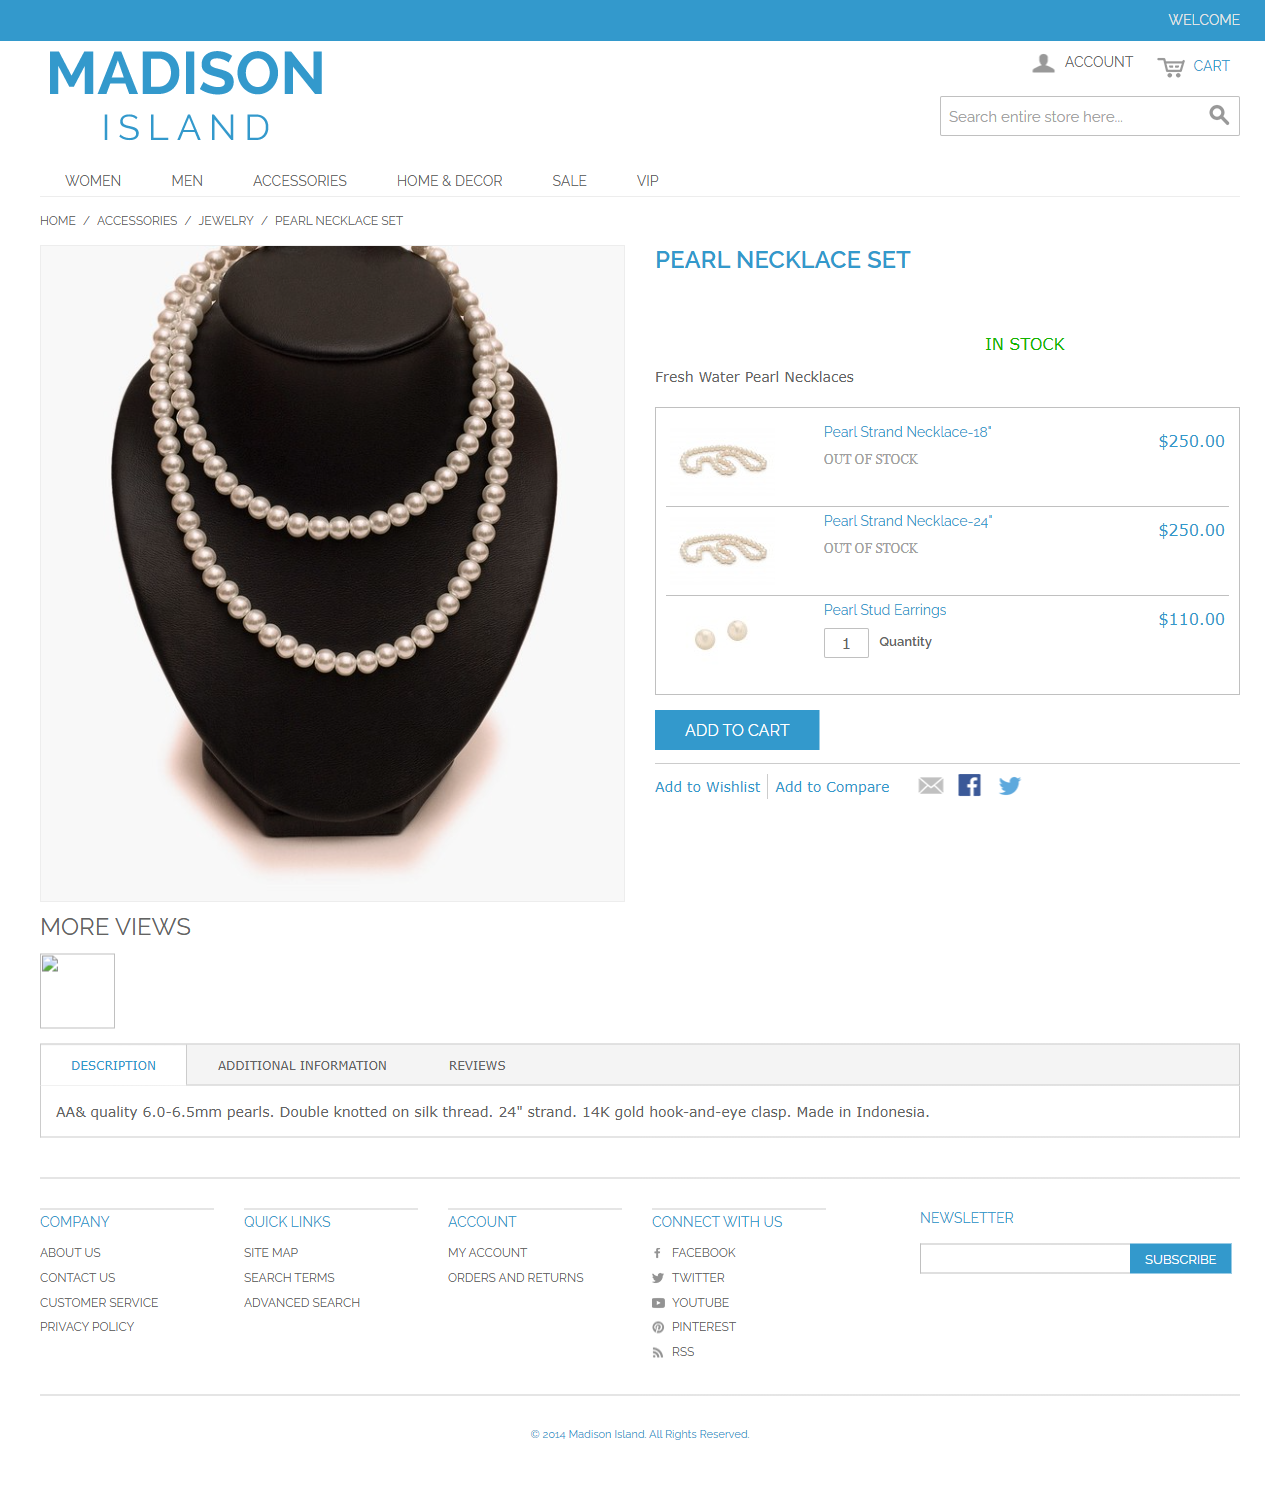 WELCOME
MADISON
ISLAND
ACCOUNT
CART
Search entire store here...
WOMEN
MEN
ACCESSORIES
HOME & DECOR
SALE
VIP
HOME / ACCESSORIES / JEWELRY / PEARL NECKLACE SET
PEARL NECKLACE SET
IN STOCK
Fresh Water Pearl Necklaces
Pearl Strand Necklace-18"
$250.00
OUT OF STOCK
Pearl Strand Necklace-24"
$250.00
OUT OF STOCK
Pearl Stud Earrings
$110.00
1 Quantity
ADD TO CART
Add to Wishlist
Add to Compare
MORE VIEWS
DESCRIPTION
ADDITIONAL INFORMATION
REVIEWS
AA& quality 6.0-6.5mm pearls. Double knotted on silk thread. 24" strand. 14K gold hook-and-eye clasp. Made in Indonesia.
COMPANY
ABOUT US
CONTACT US
CUSTOMER SERVICE
PRIVACY POLICY
QUICK LINKS
SITE MAP
SEARCH TERMS
ADVANCED SEARCH
ACCOUNT
MY ACCOUNT
ORDERS AND RETURNS
CONNECT WITH US
FACEBOOK
TWITTER
YOUTUBE
PINTEREST
RSS
NEWSLETTER
SUBSCRIBE
© 2014 Madison Island. All Rights Reserved.